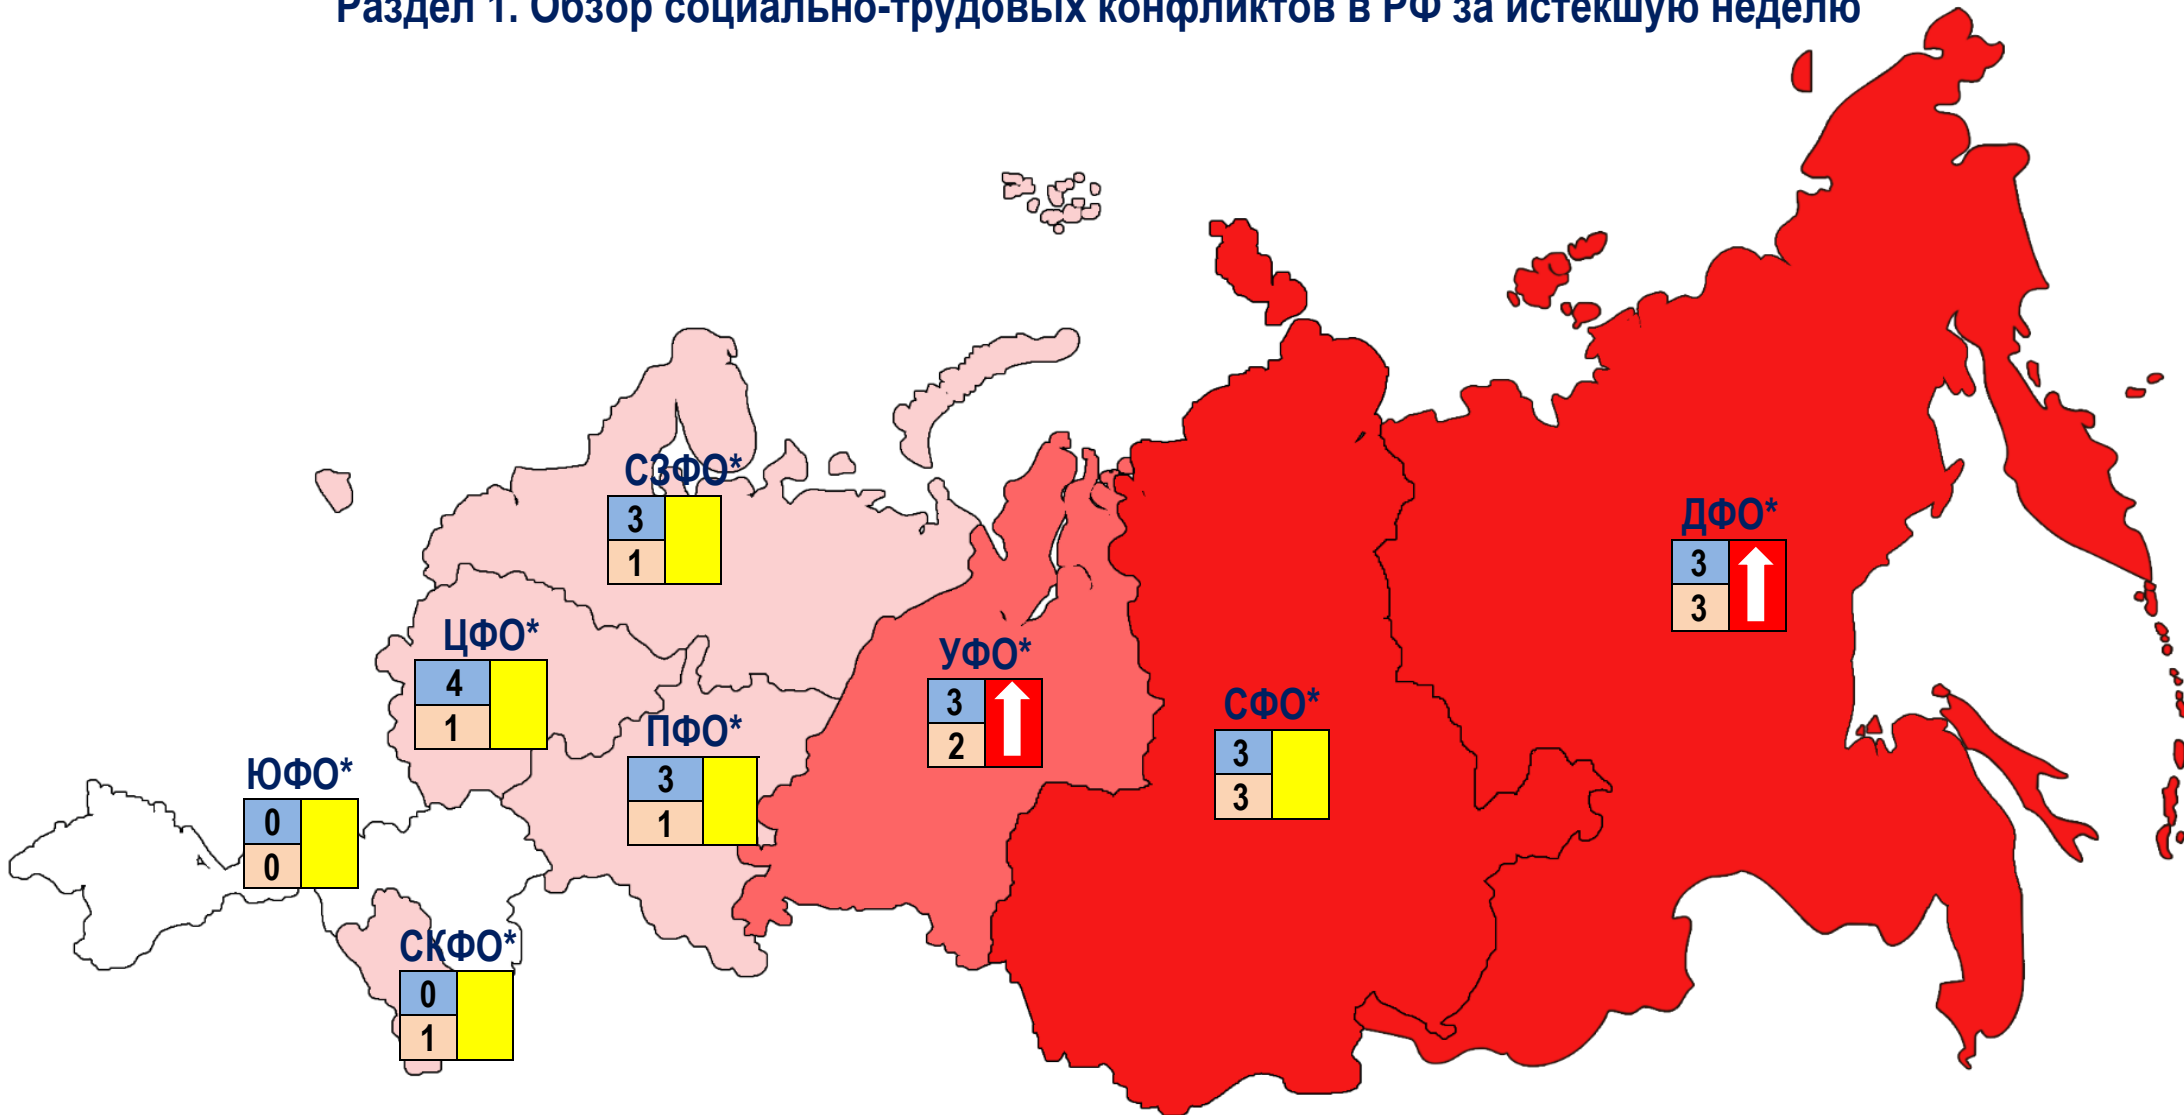 Раздел 1. Обзор социально-трудовых конфликтов в РФ за истекшую неделю
СЗФО*
3
1
ДФО*
3
3
ЦФО*
4
1
УФО*
3
2
СФО*
3
3
ПФО*
3
1
ЮФО*
0
0
СКФО*
0
1